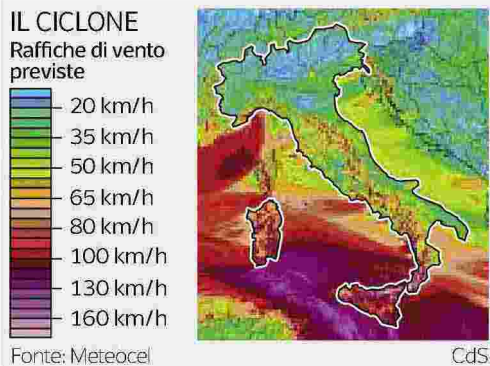 IL CICLONE
Raffiche di vento
previste
20 km/h
35 km/h
50 km/h
65 km/h
80 km/h
100 km/h
130 km/h
160 km/h
Fonte: Meteocel
CdS